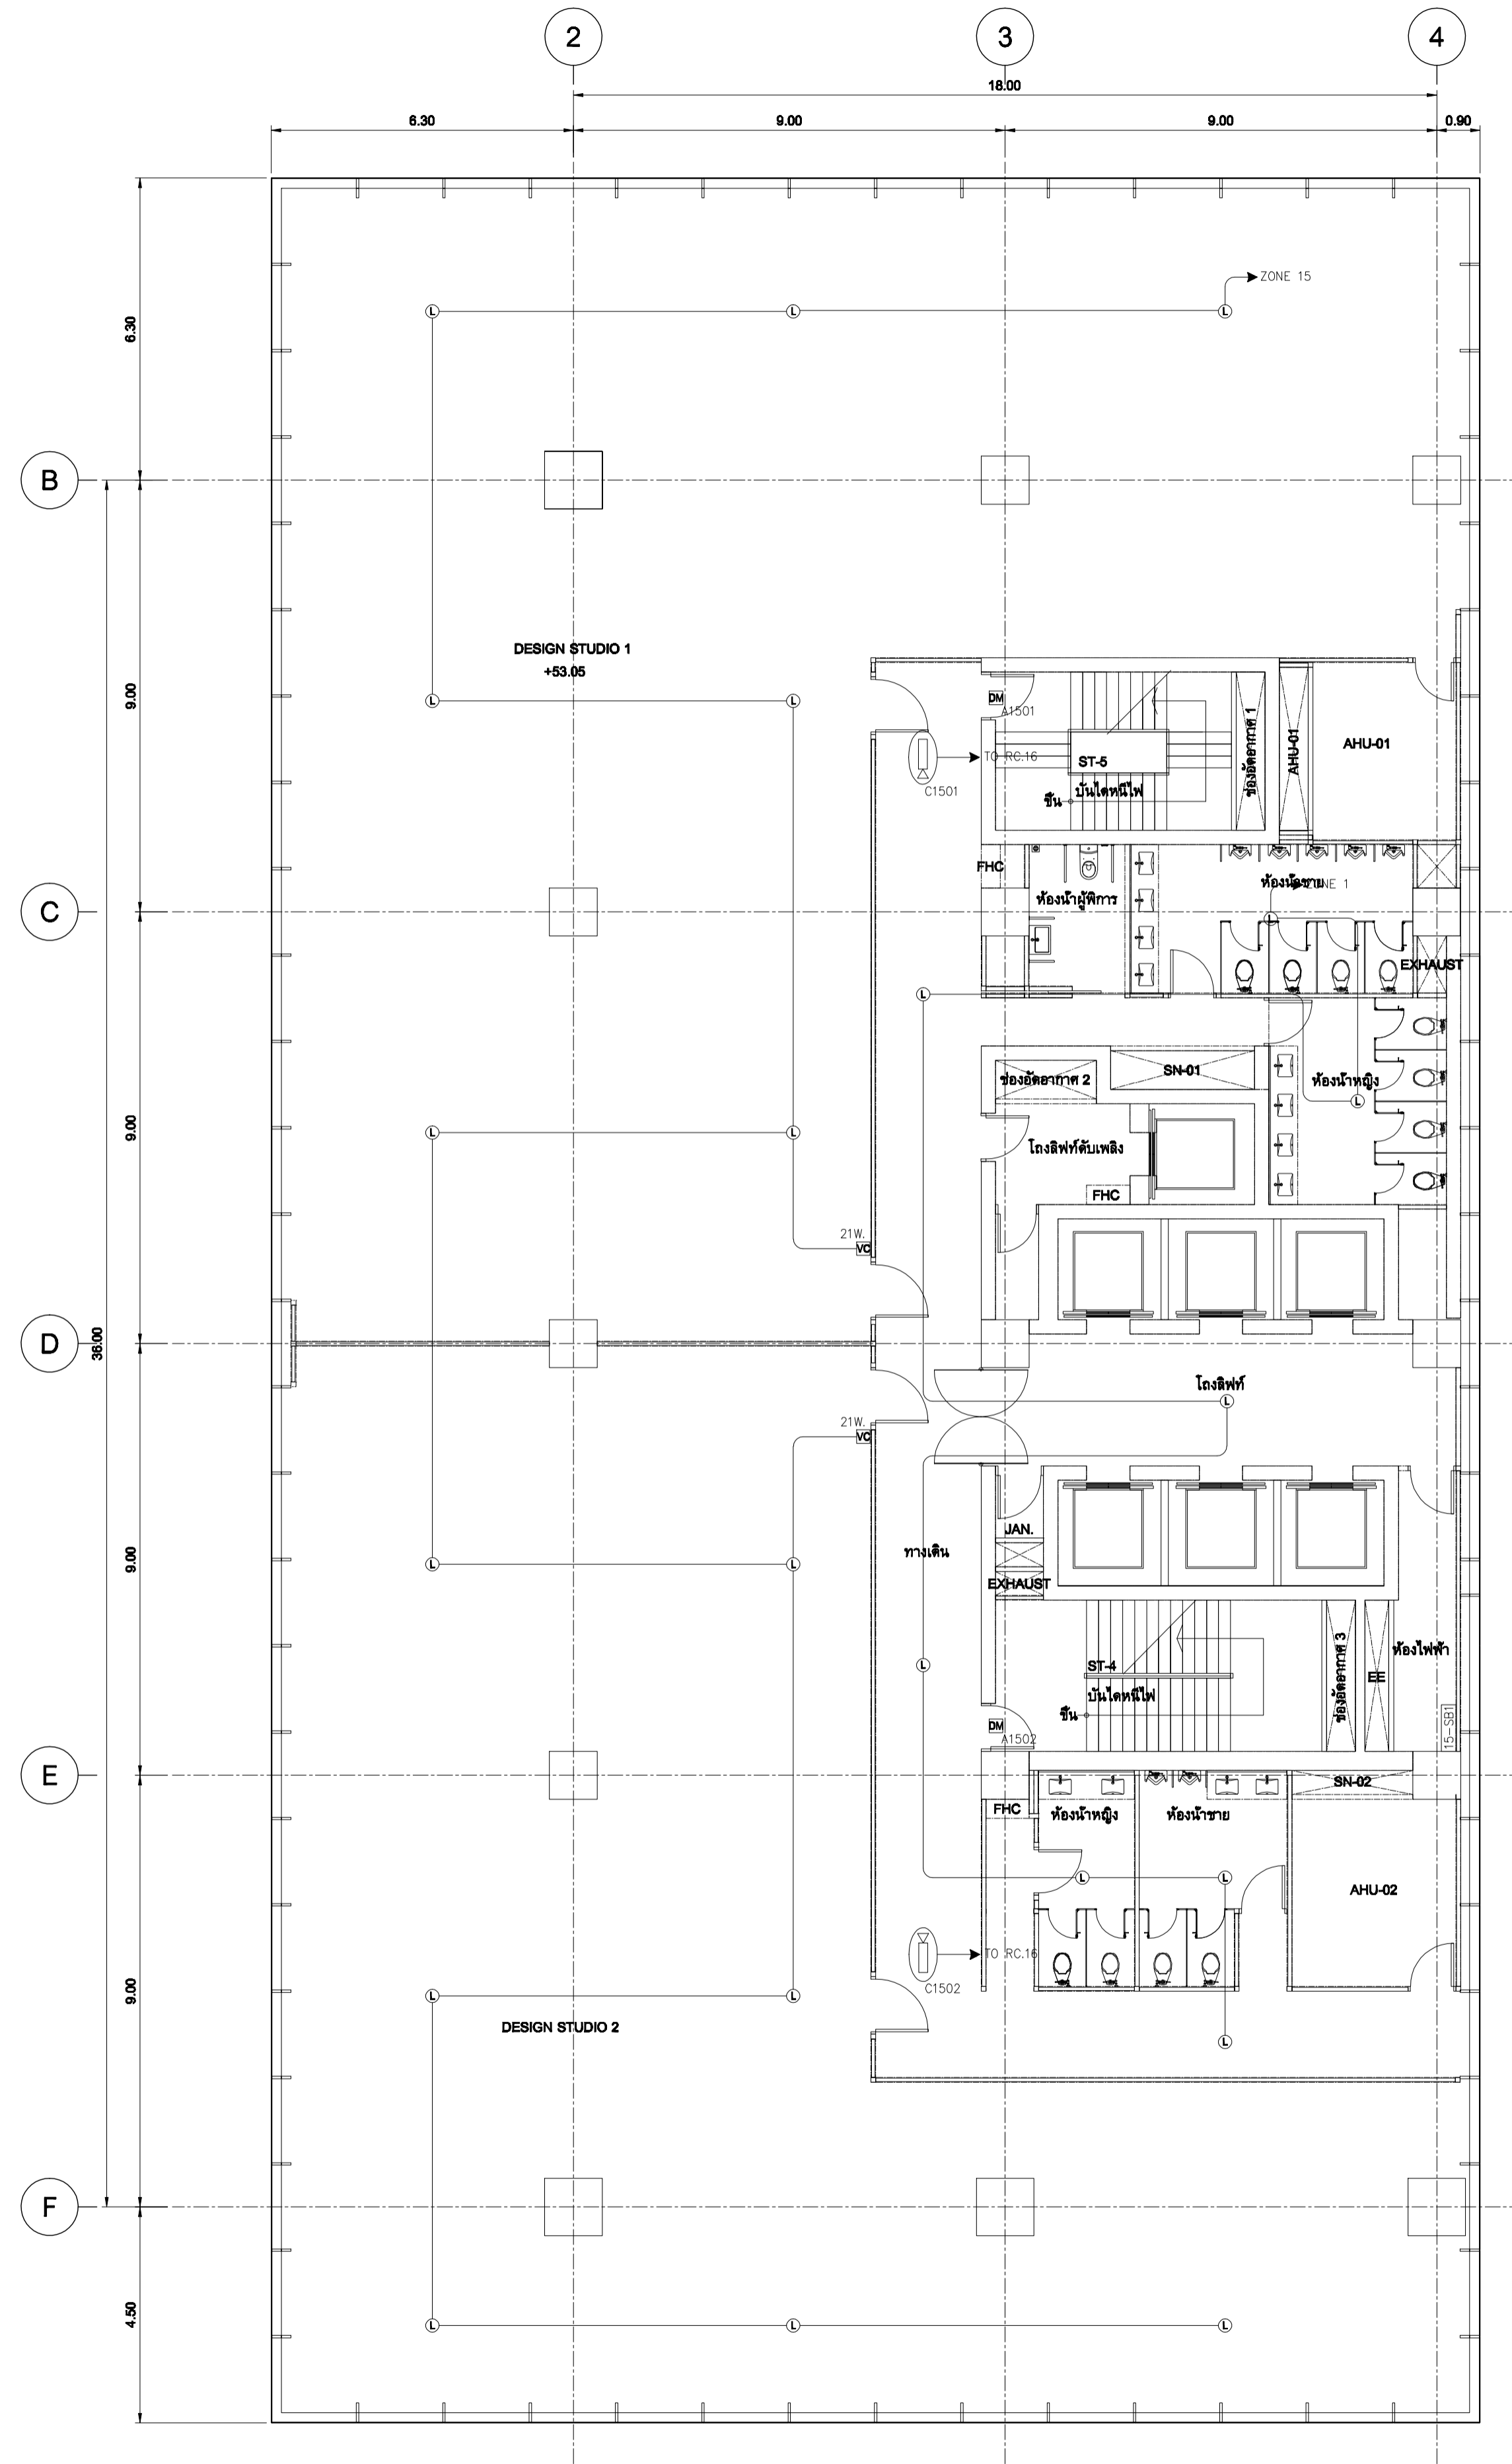 2
3
4
18.00
6.30
9.00
9.00
0.90
ZONE 15
L
L
L
6.30
B
DESIGN STUDIO 1
+53.05
9.00
L
L
DM
A1501
ช่องอัดอากาศ 1
AHU-01
AHU-01
TO RC.16
ST-5
C1501
บันไดหนีไฟ
ขึ้น
FHC
ห้องน้ำชาย
ZONE 1
ห้องน้ำผู้พิการ
C
L
EXHAUST
L
SN-01
ช่องอัดอากาศ 2
ห้องน้ำหญิง
L
9.00
L
L
โถงลิฟท์ดับเพลิง
FHC
21W.
VC
D
36.00
โถงลิฟท์
L
21W.
VC
JAN.
ทางเดิน
9.00
L
L
EXHAUST
ช่องอัดอากาศ 3
EE
ห้องไฟฟ้า
L
ST-4
บันไดหนีไฟ
ขึ้น
15-SB1
DM
A1502
E
SN-02
FHC
ห้องน้ำหญิง
ห้องน้ำชาย
L
L
AHU-02
TO RC.16
C1502
9.00
L
L
DESIGN STUDIO 2
L
F
4.50
L
L
L